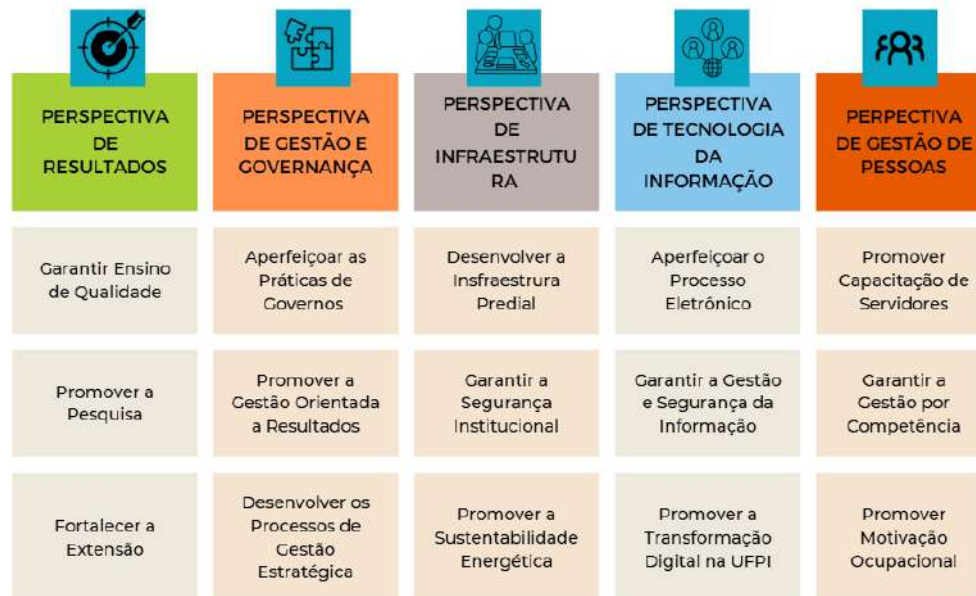 PERSPECTIVA
DE
RESULTADOS
PERSPECTIVA
DE GESTÃO E
GOVERNANÇA
PERSPECTIVA
DE
INFRAESTRUTU
RA
PERSPECTIVA
DE TECNOLOGIA
DA
INFORMAÇÃO
PERPECTIVA
DE GESTÃO DE
PESSOAS
Garantir Ensino
de Qualidade
Aperfeiçoar as
Práticas de
Governos
Desenvolver a
Insfraestrura
Predial
Aperfeiçoar o
Processo
Eletrônico
Promover
Capacitação de
Servidores
Promover a
Pesquisa
Promover a
Gestão Orientada
a Resultados
Garantir a
Segurança
Institucional
Garantir a Gestão
e Segurança da
Informação
Garantir a
Gestão por
Competência
Fortalecer a
Extensão
Desenvolver os
Processos de
Gestão
Estratégica
Promover a
Sustentabilidade
Energética
Promover a
Transformação
Digital na UFPI
Promover
Motivação
Ocupacional